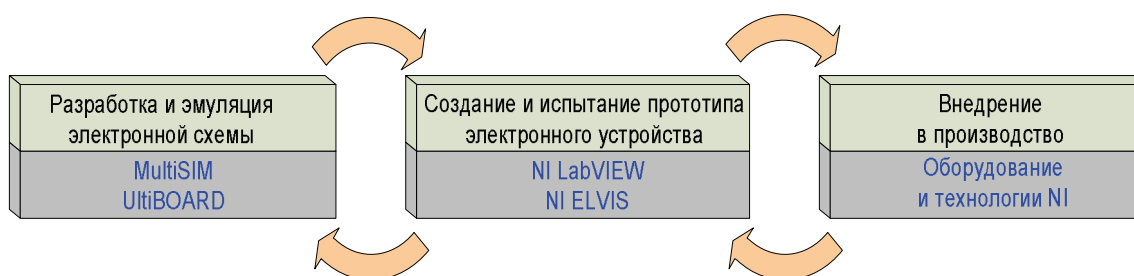 Разработка и эмуляция
электронной схемы
MultiSIM
UltiBOARD
Создание и испытание прототипа
электронного устройства
NI LabVIEW
NI ELVIS
Внедрение
в производство
Оборудование
и технологии NI